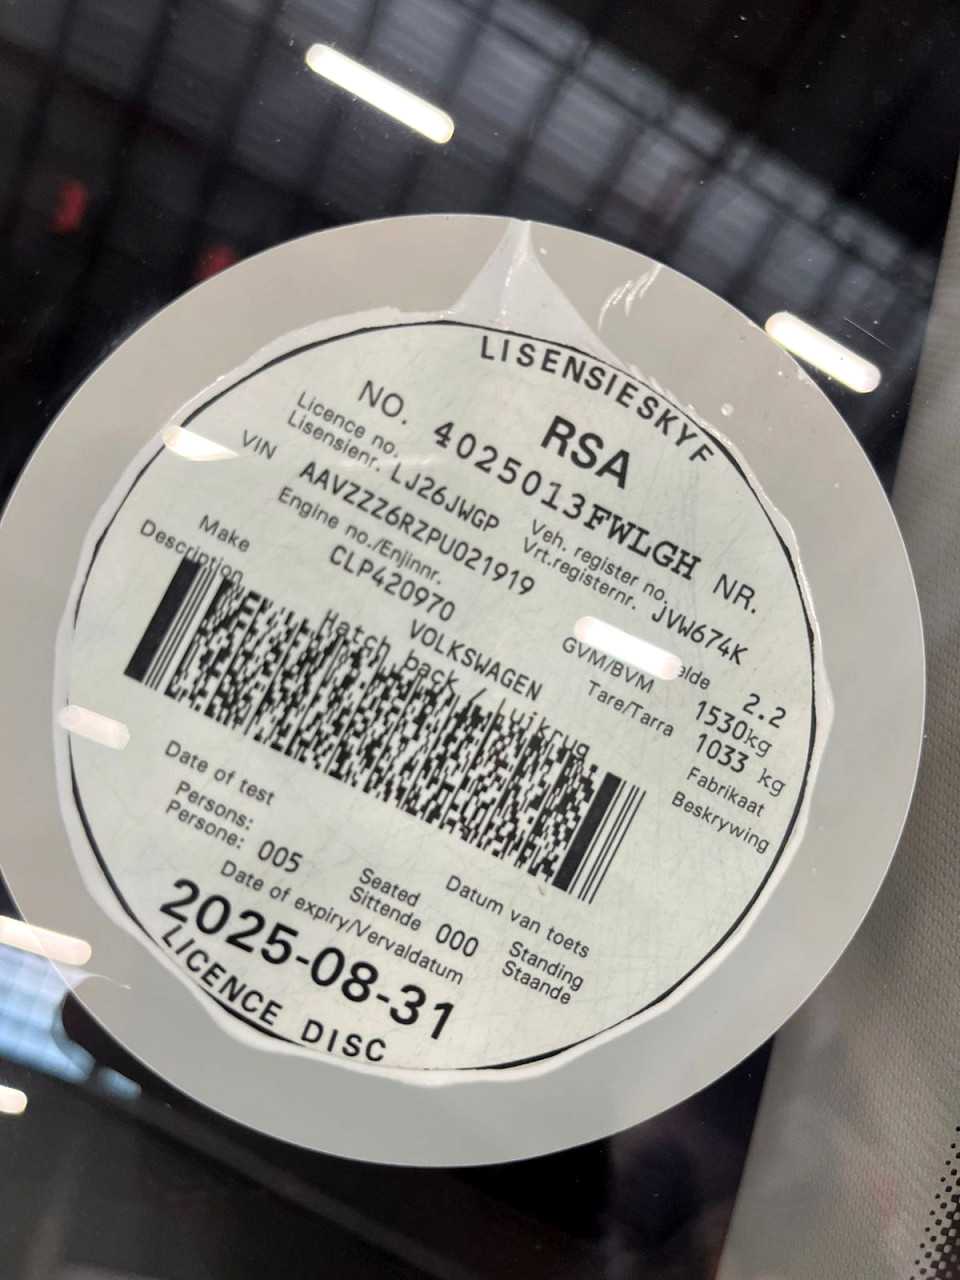 LISENSIESKYF
RSA
NO. 4025013FWLGH NR.
Licence no. Veh. register no.
Lisensienr. LJ26JWGP Vrt.registernr. JVW674K
VIN AAVZZZ6RZPU021919
Engine no./Enjinnr. 2.2
CLP420970 GVM/BVM 1530kg
Tare/Tarra 1033 kg
Make VOLKSWAGEN Fabrikaat
Description Hatch back / Beskrywing
Date of test Datum van toets
Persons: Seated Standing
Persone: 005 Sittende 000 Staande
Date of expiry/Vervaldatum
2025-08-31
LICENCE DISC